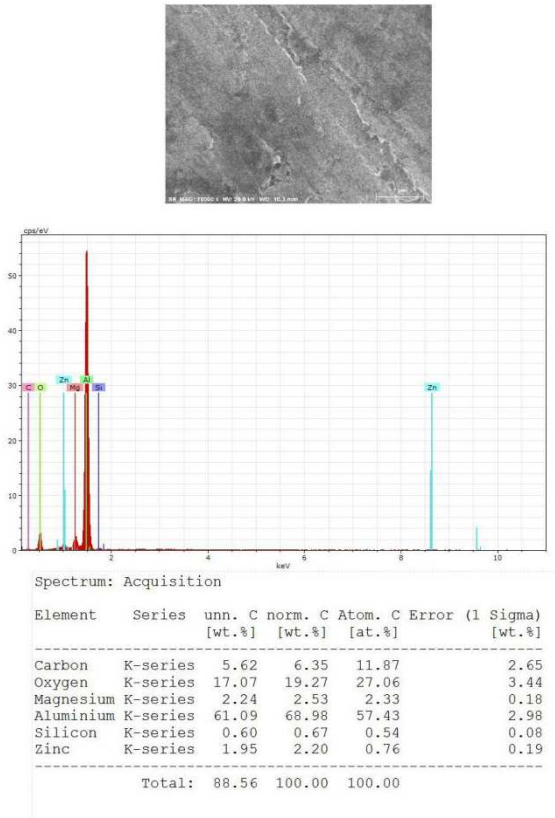 cps/eV
50
40
30
20
10
0
C O Zn Mg Al Si Zn
2 4 6 8 10
keV
Spectrum: Acquisition
Element Series unn. C norm. C Atom. C Error (1 Sigma)
[wt.%] [wt.%] [at.%] [wt.%]
Carbon K-series 5.62 6.35 11.87 2.65
Oxygen K-series 17.07 19.27 27.06 3.44
Magnesium K-series 2.24 2.53 2.33 0.18
Aluminium K-series 61.09 68.98 57.43 2.98
Silicon K-series 0.60 0.67 0.54 0.08
Zinc K-series 1.95 2.20 0.76 0.19
Total: 88.56 100.00 100.00